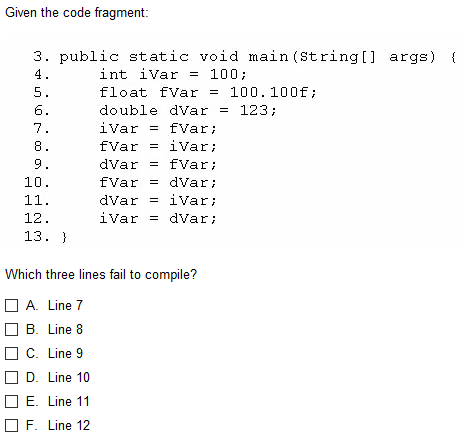 Given the code fragment:
3. public static void main(String[] args) {
4. int iVar = 100;
5. float fVar = 100.100f;
6. double dVar = 123;
7. iVar = fVar;
8. fVar = iVar;
9. dVar = fVar;
10. fVar = dVar;
11. dVar = iVar;
12. iVar = dVar;
13. }
Which three lines fail to compile?
A. Line 7
B. Line 8
C. Line 9
D. Line 10
E. Line 11
F. Line 12